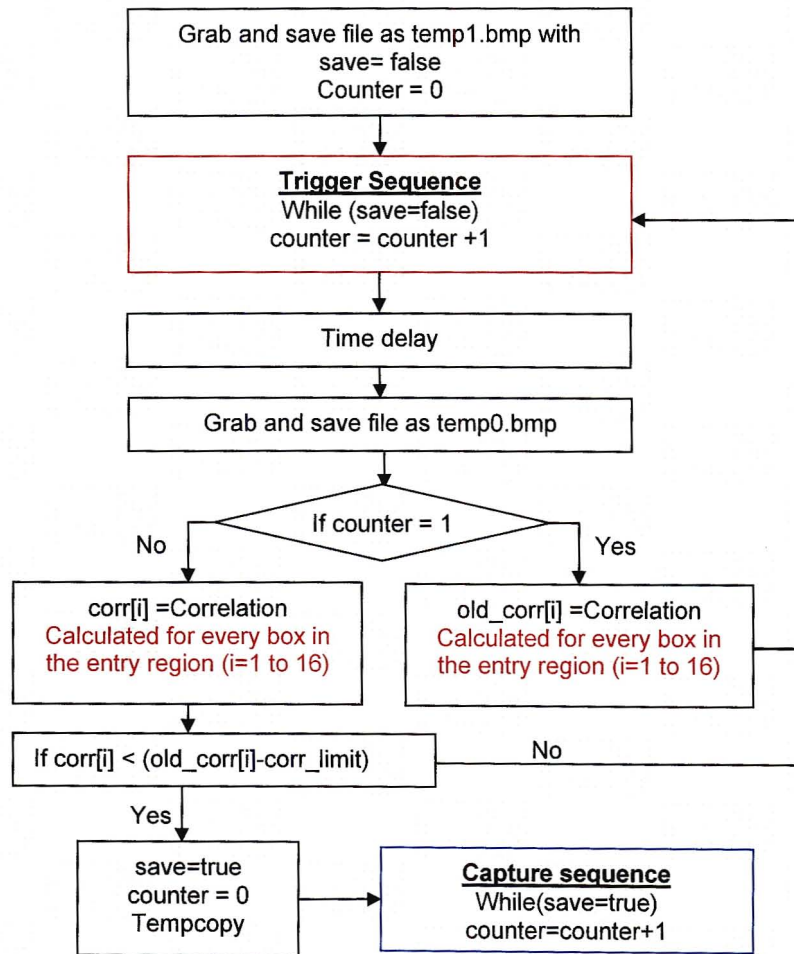 Grab and save file as temp1.bmp with
save= false
Counter = 0
Trigger Sequence
While (save=false)
counter = counter +1
Time delay
Grab and save file as temp0.bmp
If counter = 1
No
Yes
corr[i] =Correlation
Calculated for every box in
the entry region (i=1 to 16)
old_corr[i] =Correlation
Calculated for every box in
the entry region (i=1 to 16)
If corr[i] < (old_corr[i]-corr_limit)
No
Yes
save=true
counter = 0
Tempcopy
Capture sequence
While(save=true)
counter=counter+1